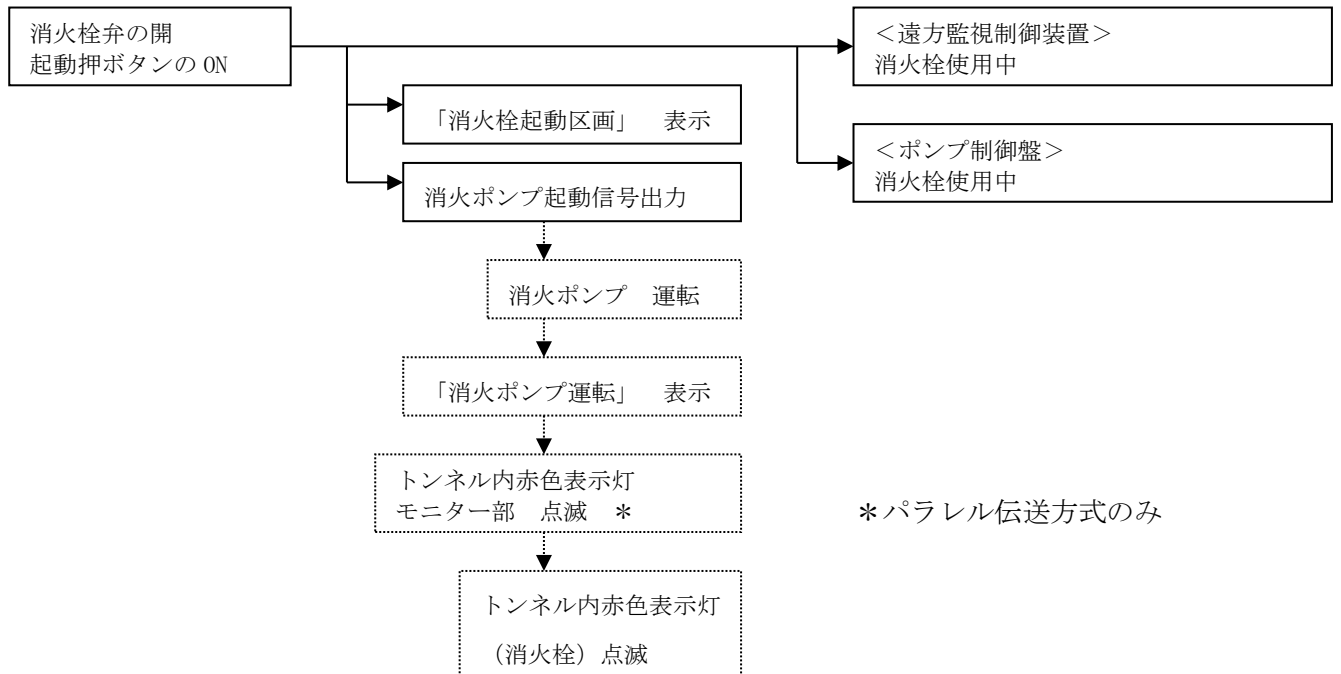 消火栓弁の開
起動押ボタンの ON
＜遠方監視制御装置＞
消火栓使用中
「消火栓起動区画」　表示
＜ポンプ制御盤＞
消火栓使用中
消火ポンプ起動信号出力
消火ポンプ　運転
「消火ポンプ運転」　表示
トンネル内赤色表示灯
モニター部　点滅　＊
＊パラレル伝送方式のみ
トンネル内赤色表示灯
（消火栓）点滅